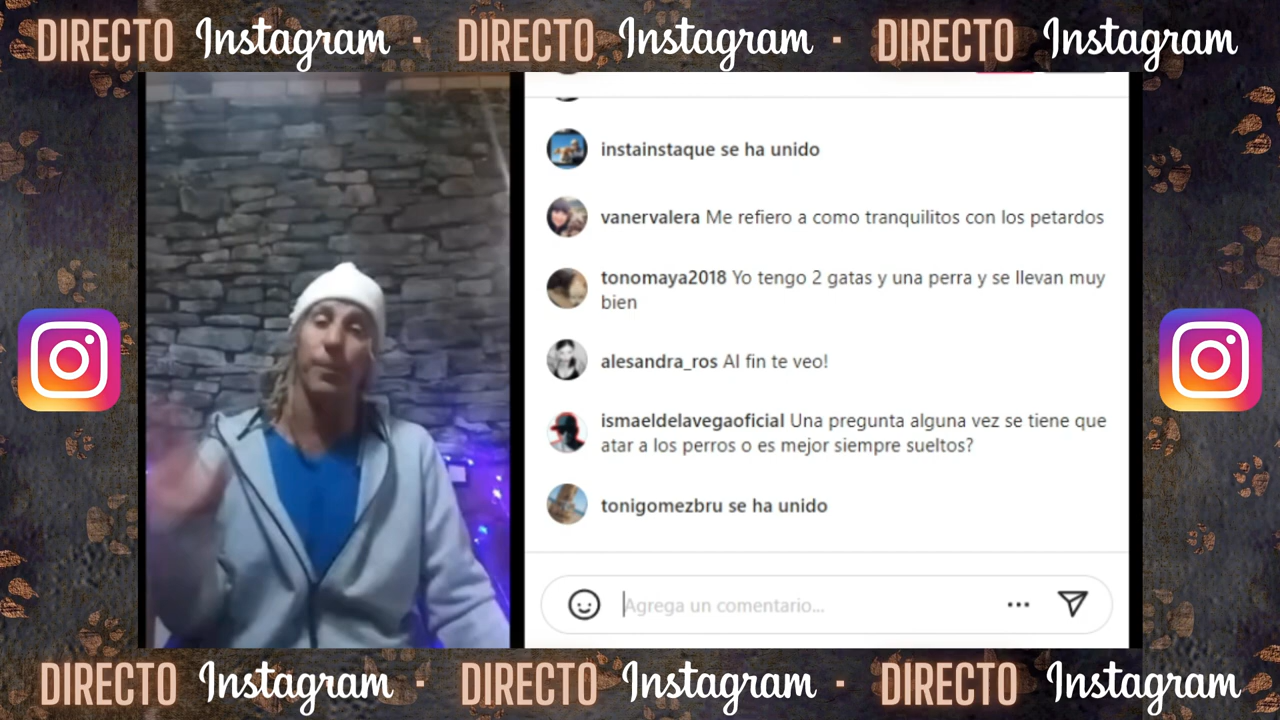 DIRECTO Instagram · DIRECTO Instagram · DIRECTO Instagram
instainstaque se ha unido
vanervalera Me refiero a como tranquilitos con los petardos
tonomaya2018 Yo tengo 2 gatas y una perra y se llevan muy
bien
alesandra_ros Al fin te veo!
ismaeldelavegaoficial Una pregunta alguna vez se tiene que
atar a los perros o es mejor siempre sueltos?
tonigomezbru se ha unido
Agrega un comentario...
DIRECTO Instagram · DIRECTO Instagram · DIRECTO Instagram